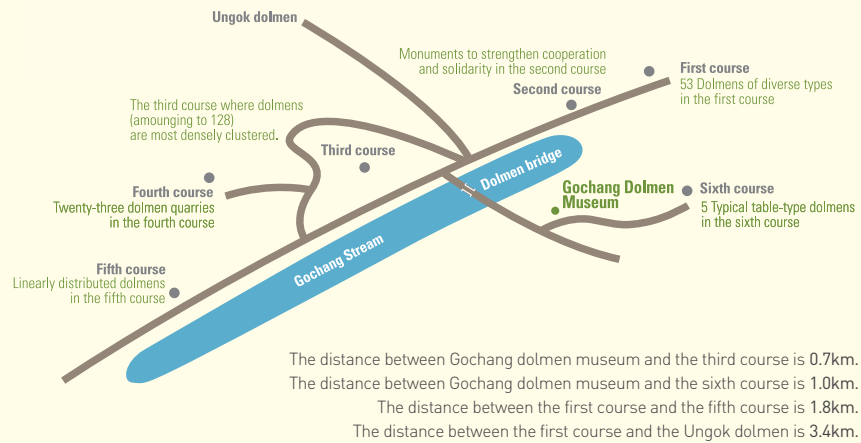 Ungok dolmen
Monuments to strengthen cooperation
and solidarity in the second course
Second course
First course
53 Dolmens of diverse types
in the first course
The third course where dolmens
(amounging to 128)
are most densely clustered.
Third course
Dolmen bridge
Gochang Dolmen
Museum
Sixth course
5 Typical table-type dolmens
in the sixth course
Fourth course
Twenty-three dolmen quarries
in the fourth course
Gochang Stream
Fifth course
Linearly distributed dolmens
in the fifth course
The distance between Gochang dolmen museum and the third course is 0.7km.
The distance between Gochang dolmen museum and the sixth course is 1.0km.
The distance between the first course and the fifth course is 1.8km.
The distance between the first course and the Ungok dolmen is 3.4km.